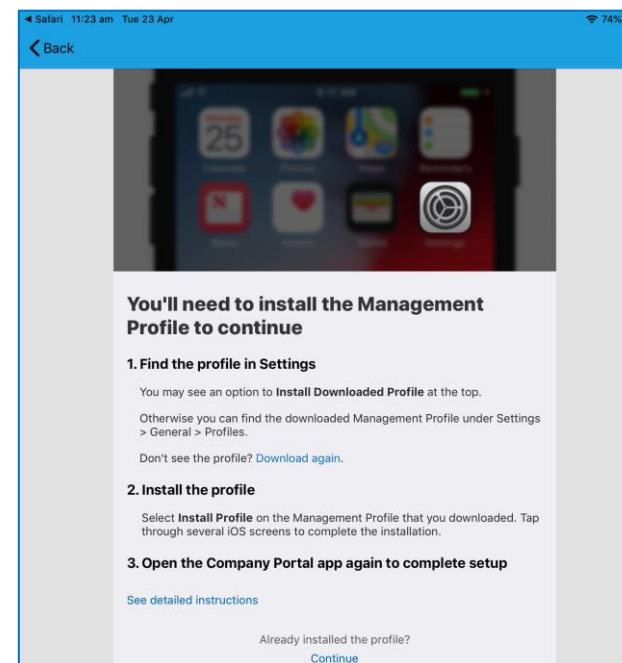 ◀ Safari 11:23 am Tue 23 Apr 74%
Back
25
You'll need to install the Management
Profile to continue
1. Find the profile in Settings
You may see an option to Install Downloaded Profile at the top.
Otherwise you can find the downloaded Management Profile under Settings
> General > Profiles.
Don't see the profile? Download again.
2. Install the profile
Select Install Profile on the Management Profile that you downloaded. Tap
through several iOS screens to complete the installation.
3. Open the Company Portal app again to complete setup
See detailed instructions
Already installed the profile?
Continue